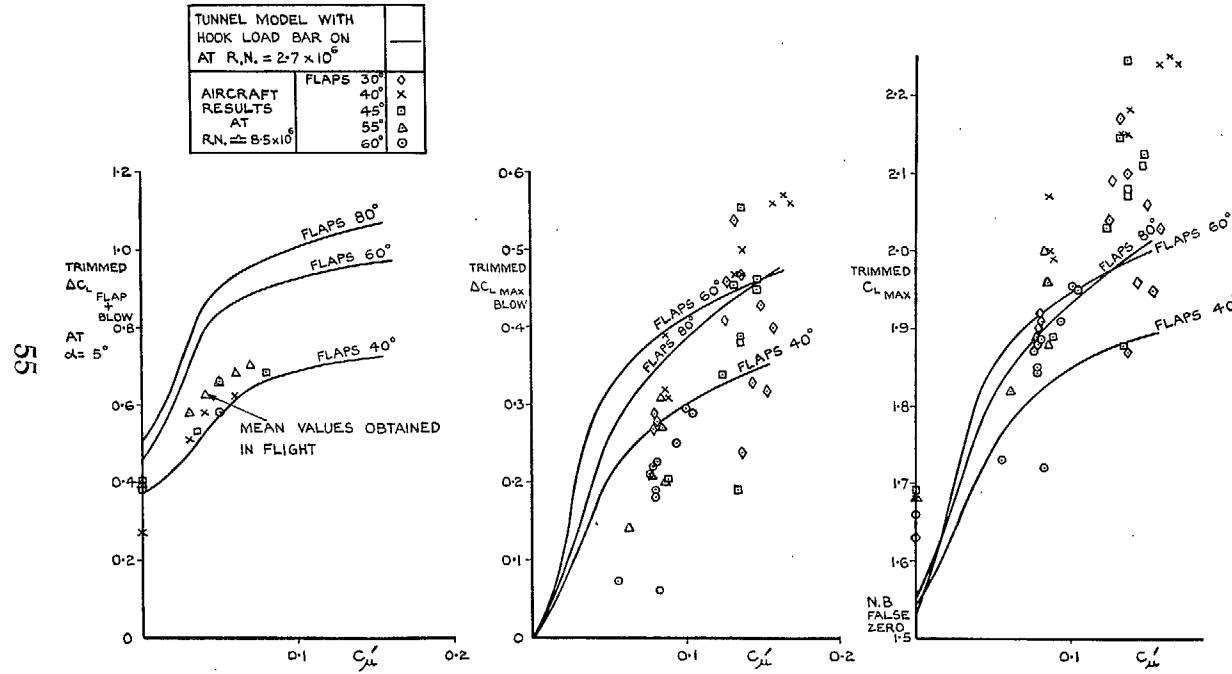 TUNNEL MODEL WITH
HOOK LOAD BAR ON
AT R.N. = 2·7 × 10⁶
AIRCRAFT
RESULTS
AT
R.N. ≏ 8·5×10⁶
FLAPS 30° ◇
40° ×
45° ⊡
55° △
60° ⊙
1·2
1·0
0·8
0·6
0·4
0·2
0
TRIMMED
ΔC_L FLAP
+
BLOW
AT
α= 5°
FLAPS 80°
FLAPS 60°
FLAPS 40°
MEAN VALUES OBTAINED
IN FLIGHT
0·1
Cμ′
0·2
0·6
0·5
TRIMMED
ΔC_L MAX
BLOW
0·4
0·3
0·2
0·1
0
FLAPS 60°
FLAPS 80°
FLAPS 40°
0·1
Cμ′
0·2
2·2
2·1
2·0
TRIMMED
C_L MAX
1·9
1·8
1·7
1·6
N.B
FALSE
ZERO
1·5
FLAPS 80°
FLAPS 60°
FLAPS 40°
0·1
Cμ′
55